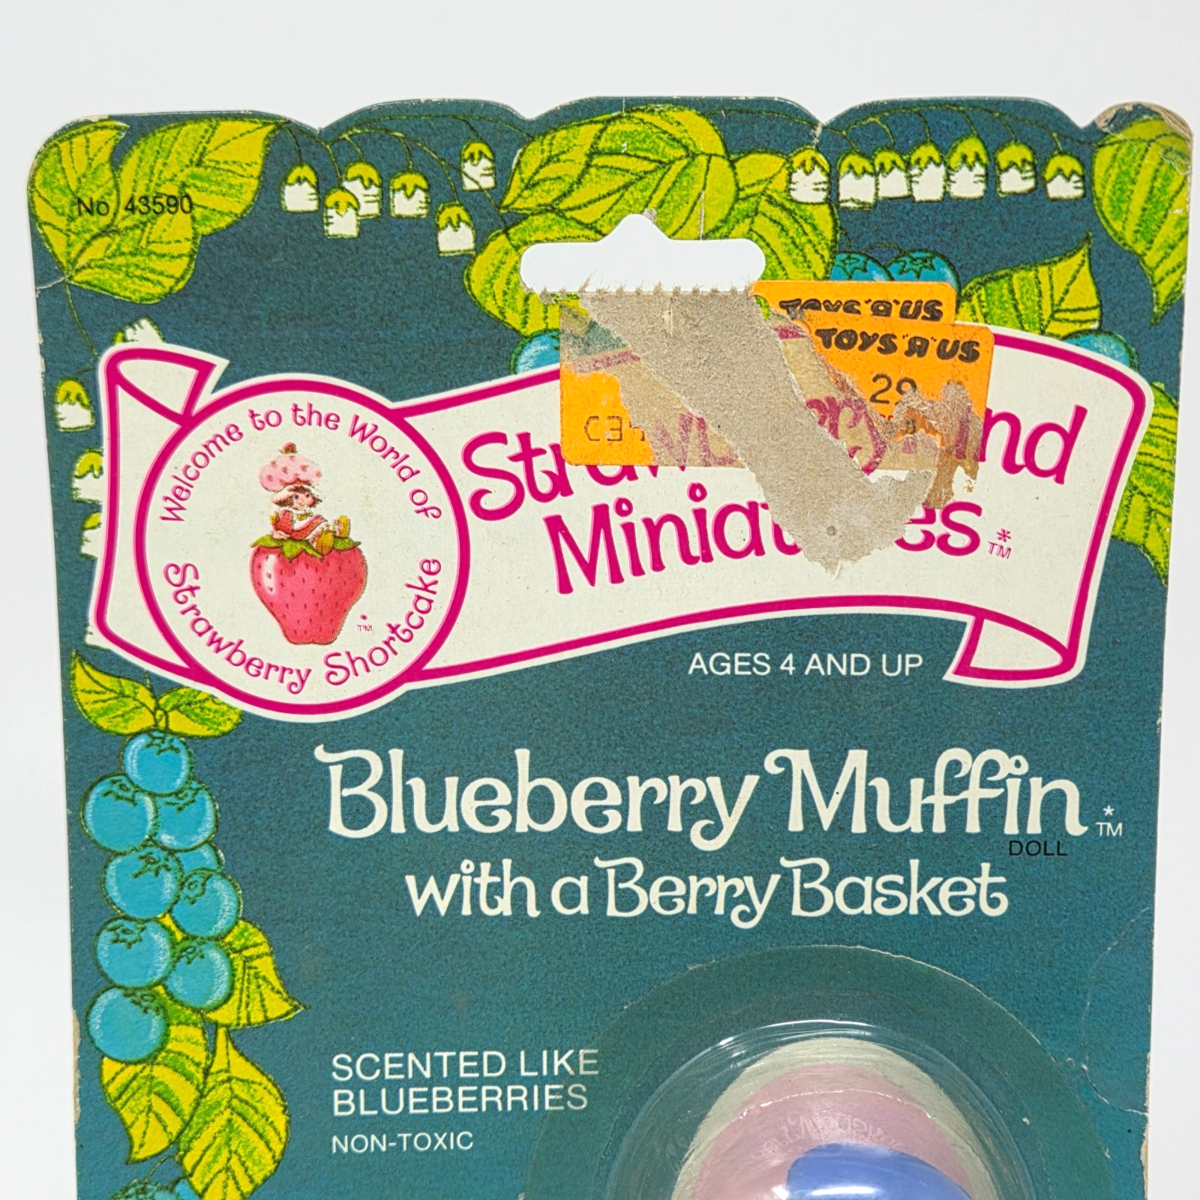 No. 43590
TOYS "R" US
TOYS "R" US
29
Welcome to the World of
Strawberry Shortcake
TM
AGES 4 AND UP
Blueberry Muffin
*
TM
DOLL
with a Berry Basket
SCENTED LIKE
BLUEBERRIES
NON-TOXIC